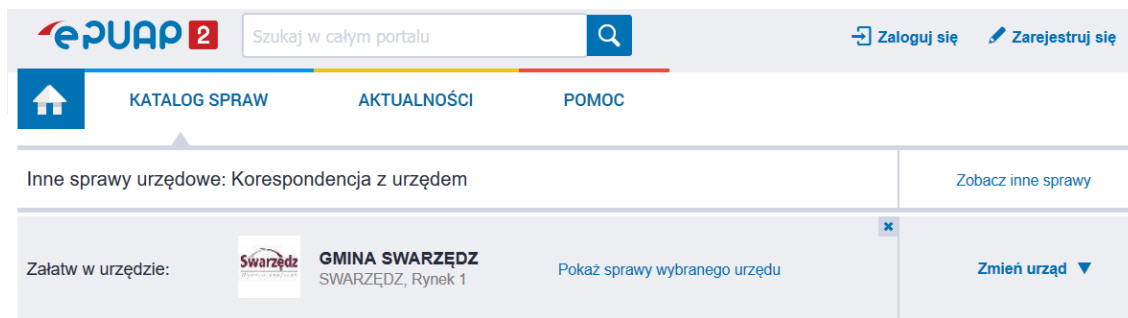 ePUAP 2
Szukaj w całym portalu
Zaloguj się
Zarejestruj się
KATALOG SPRAW
AKTUALNOŚCI
POMOC
Inne sprawy urzędowe: Korespondencja z urzędem
Zobacz inne sprawy
Załatw w urzędzie:
Swarzędz
GMINA SWARZĘDZ
SWARZĘDZ, Rynek 1
Pokaż sprawy wybranego urzędu
Zmień urząd